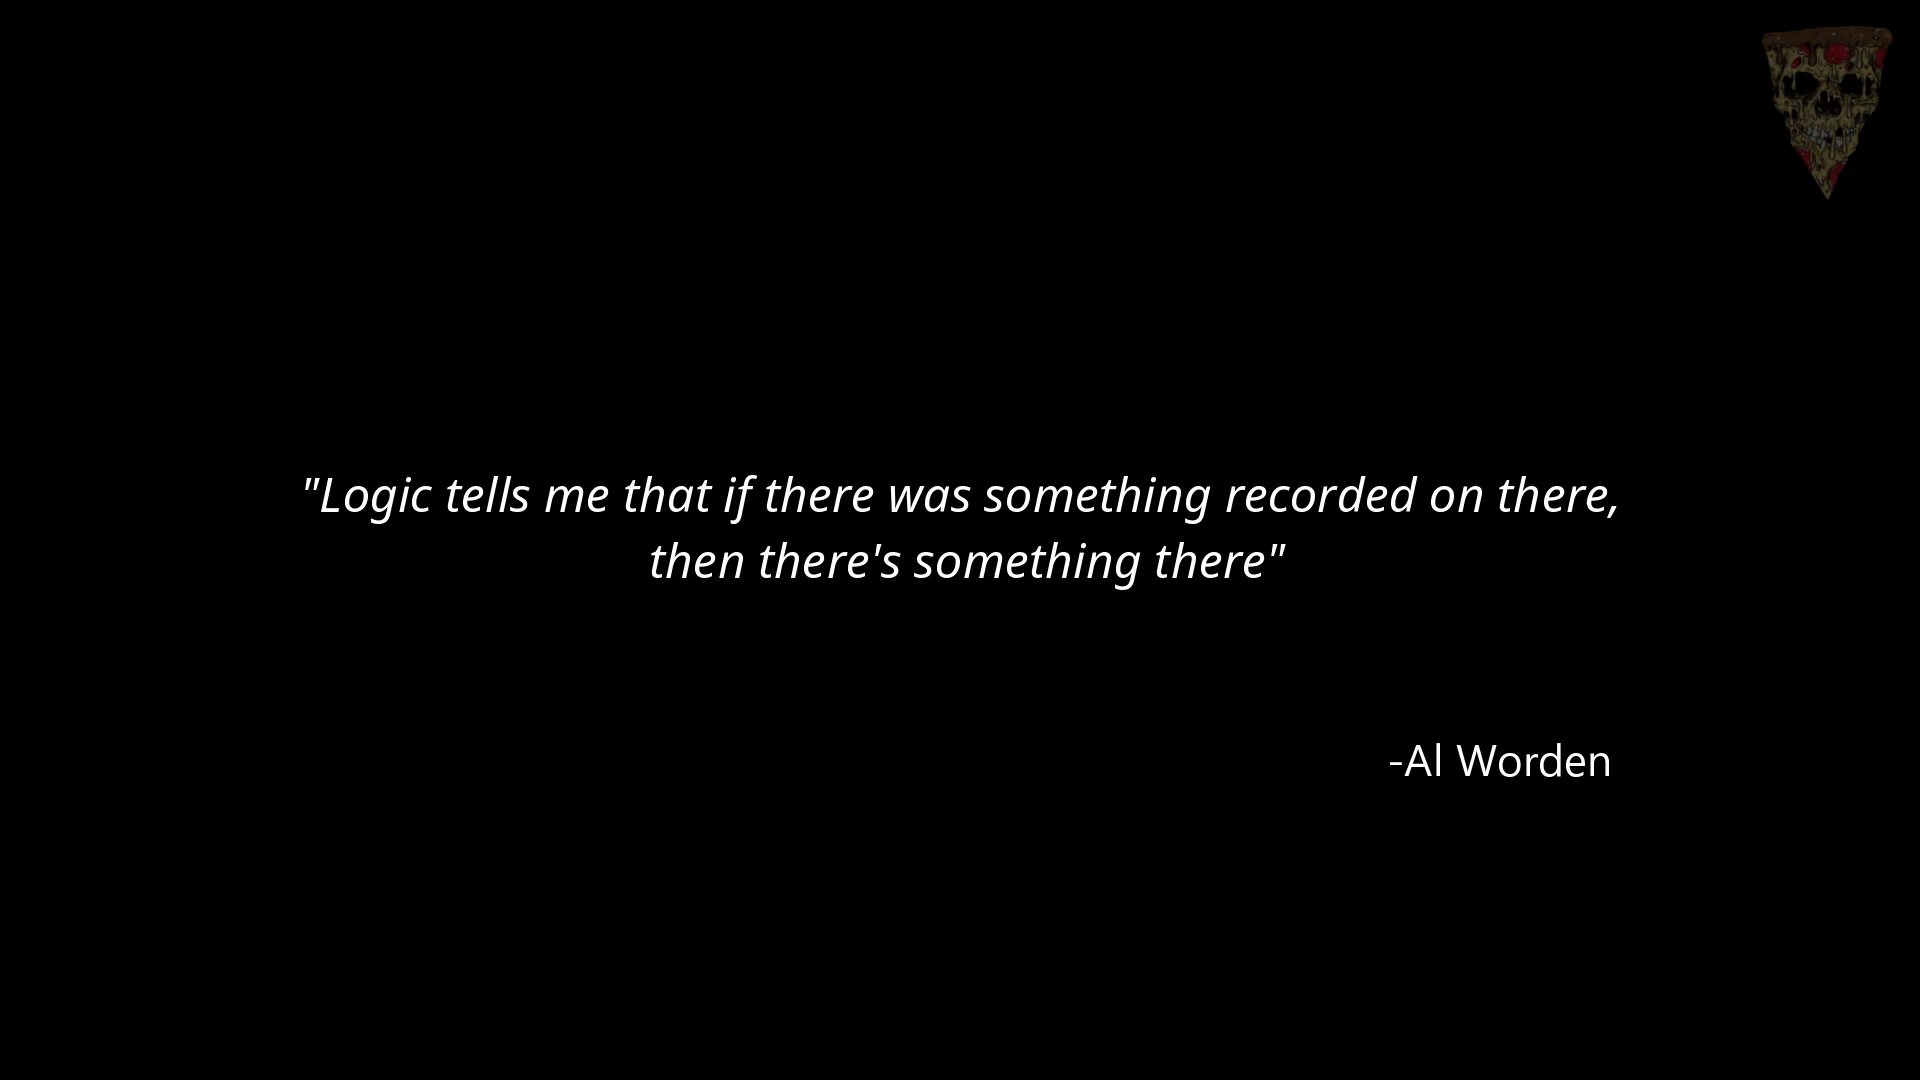 "Logic tells me that if there was something recorded on there,
then there's something there"
-Al Worden